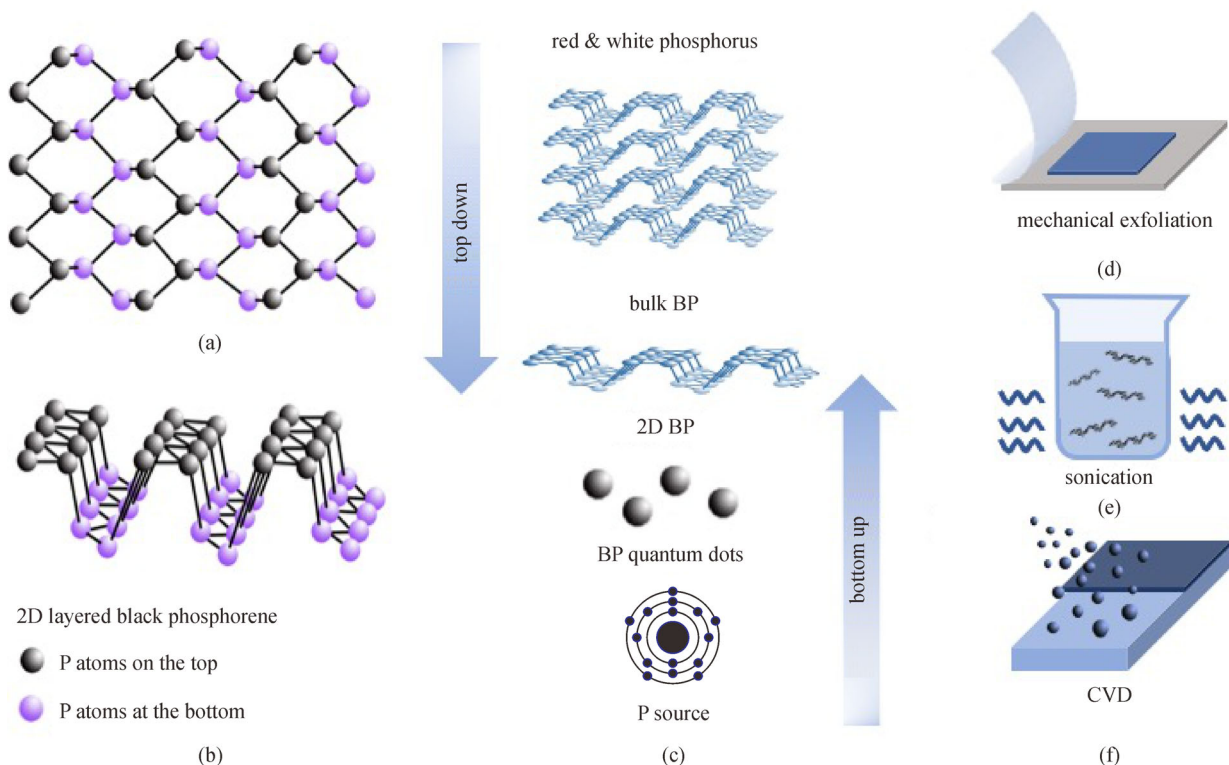 (a)
2D layered black phosphorene
P atoms on the top
P atoms at the bottom
(b)
top down
red & white phosphorus
bulk BP
2D BP
BP quantum dots
P source
bottom up
(c)
mechanical exfoliation
(d)
sonication
(e)
CVD
(f)